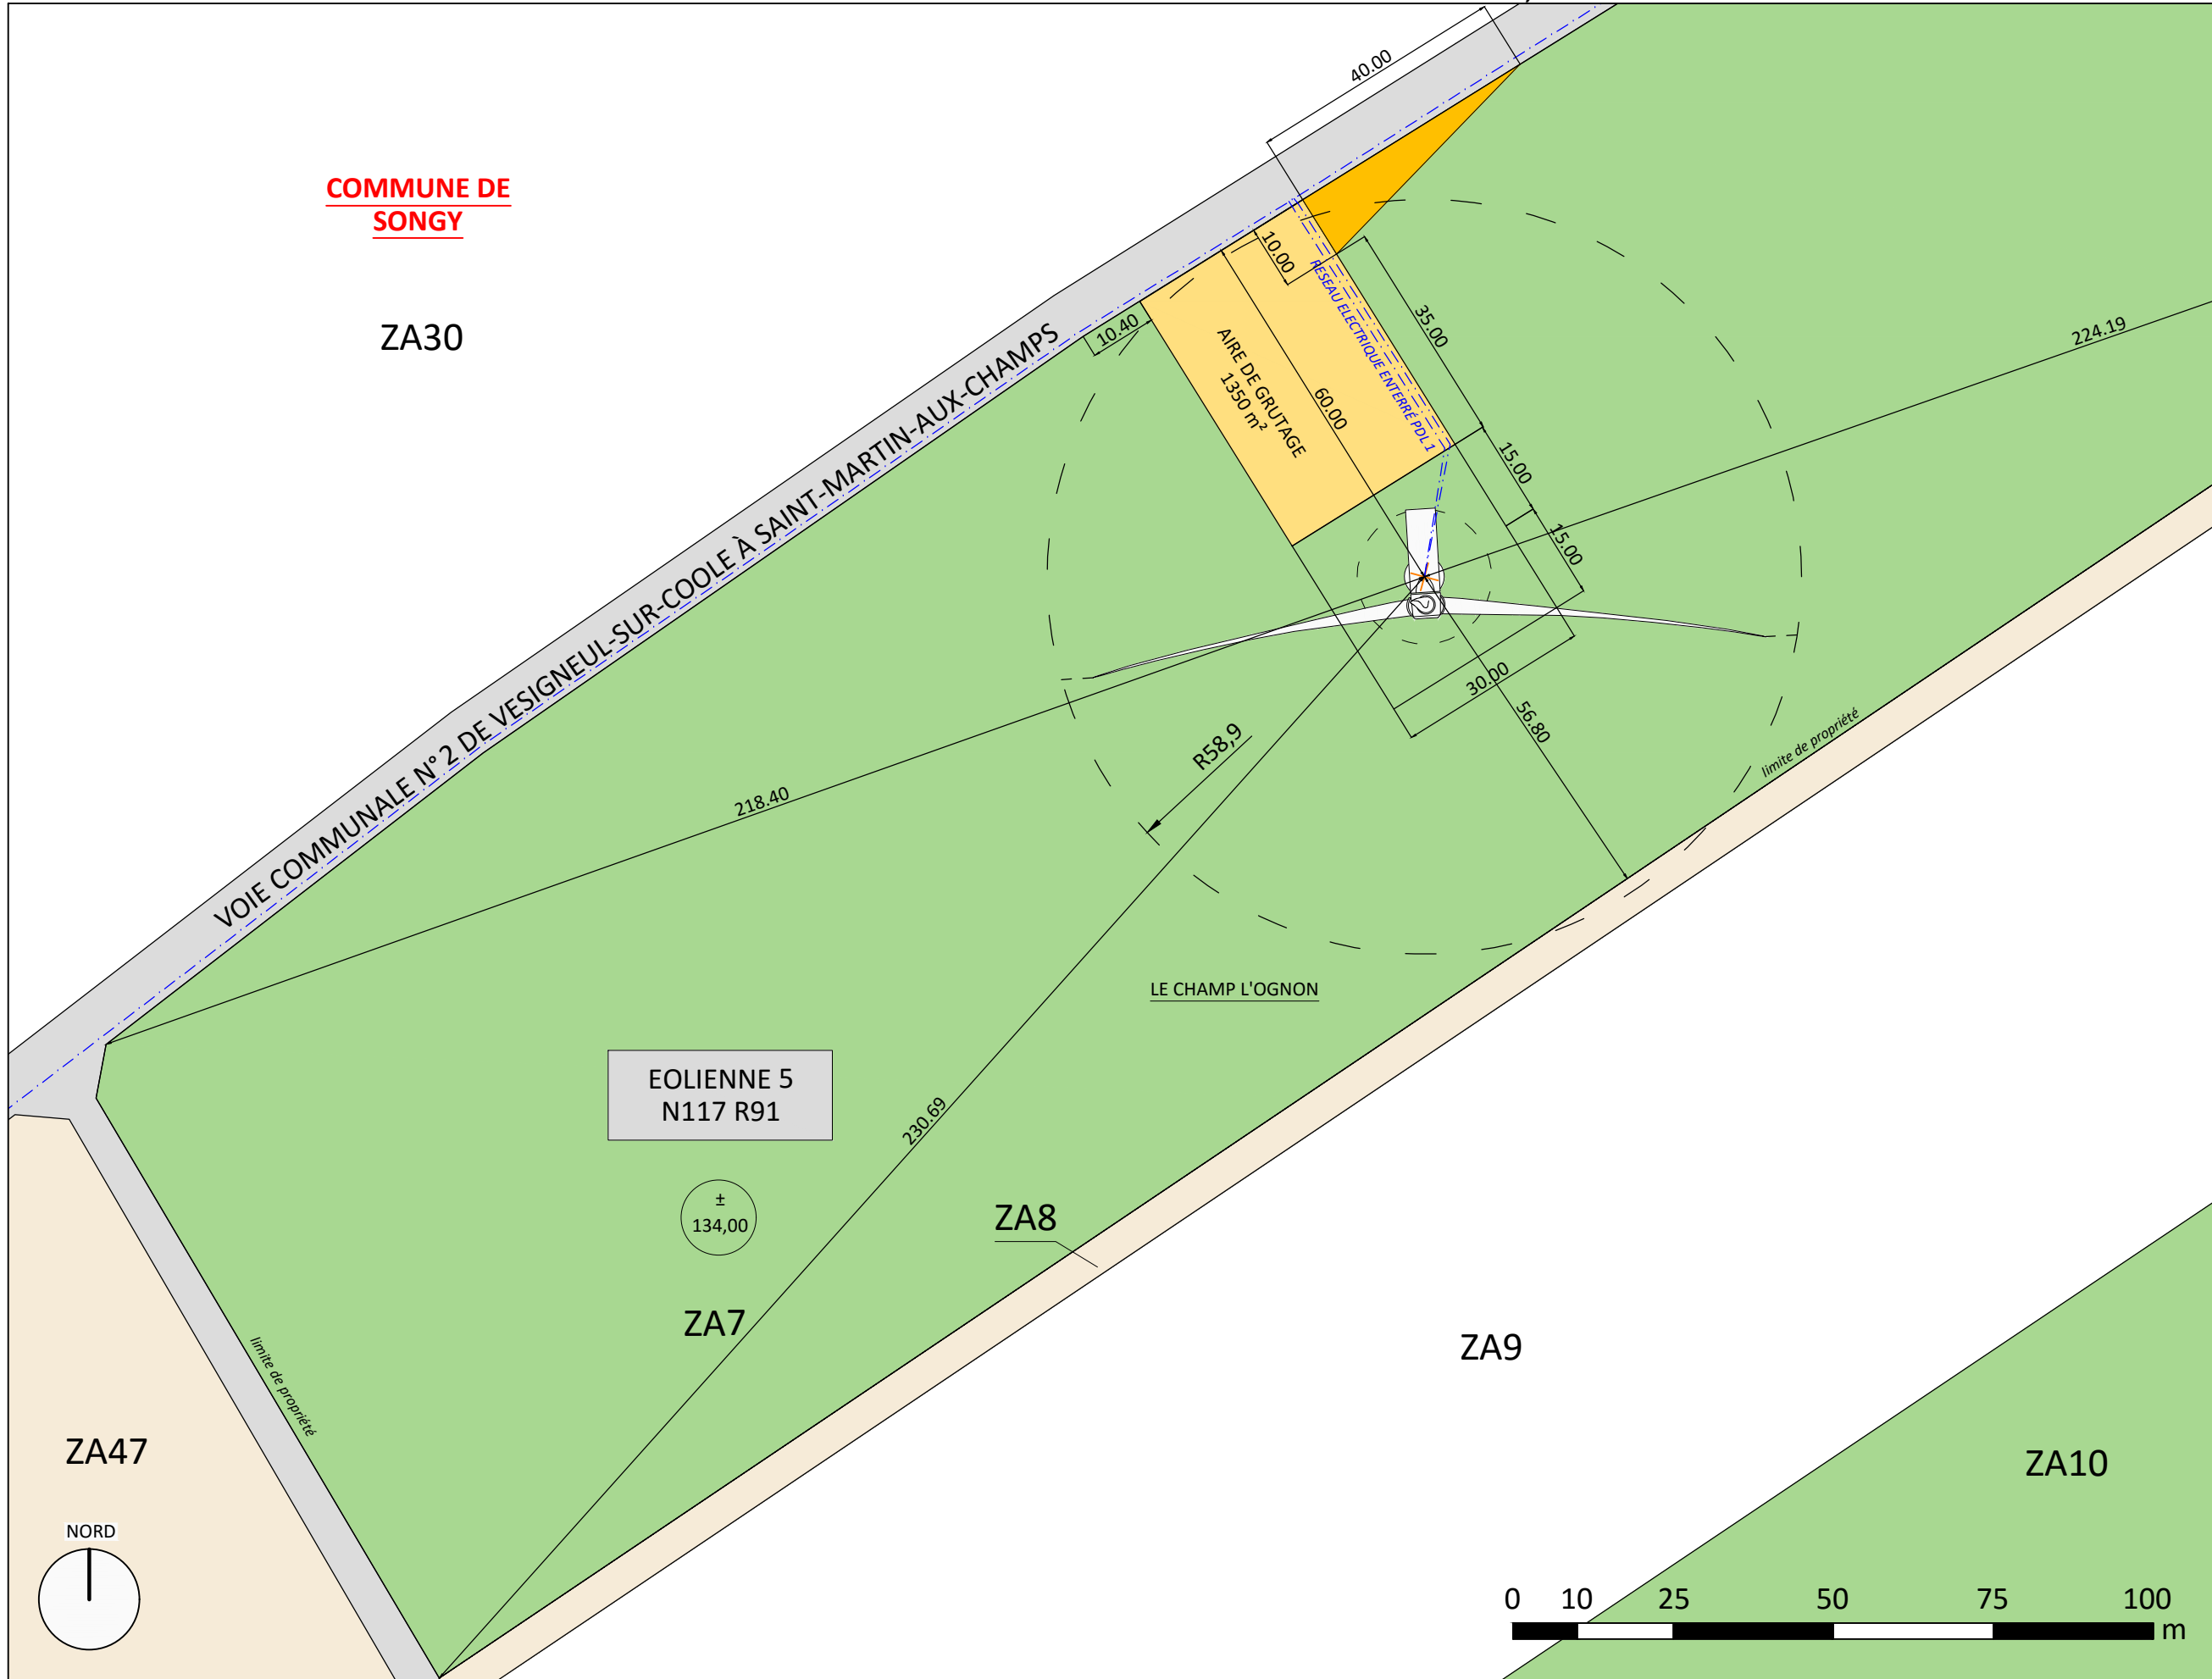 40.00
COMMUNE DE
SONGY
ZA30
10.00
RESEAU ELECTRIQUE ENTERRÉ PDL 1
35.00
224.19
10.40
AIRE DE GRUTAGE
1350 m²
60.00
VOIE COMMUNALE N° 2 DE VESIGNEUL-SUR-COOLE À SAINT-MARTIN-AUX-CHAMPS
15.00
15.00
30.00
56.80
limite de propriété
R58,9
218.40
LE CHAMP L'OGNON
EOLIENNE 5
N117 R91
230.69
±
134,00
ZA8
ZA7
ZA9
limite de propriété
ZA47
ZA10
NORD
0 10 25 50 75 100
m